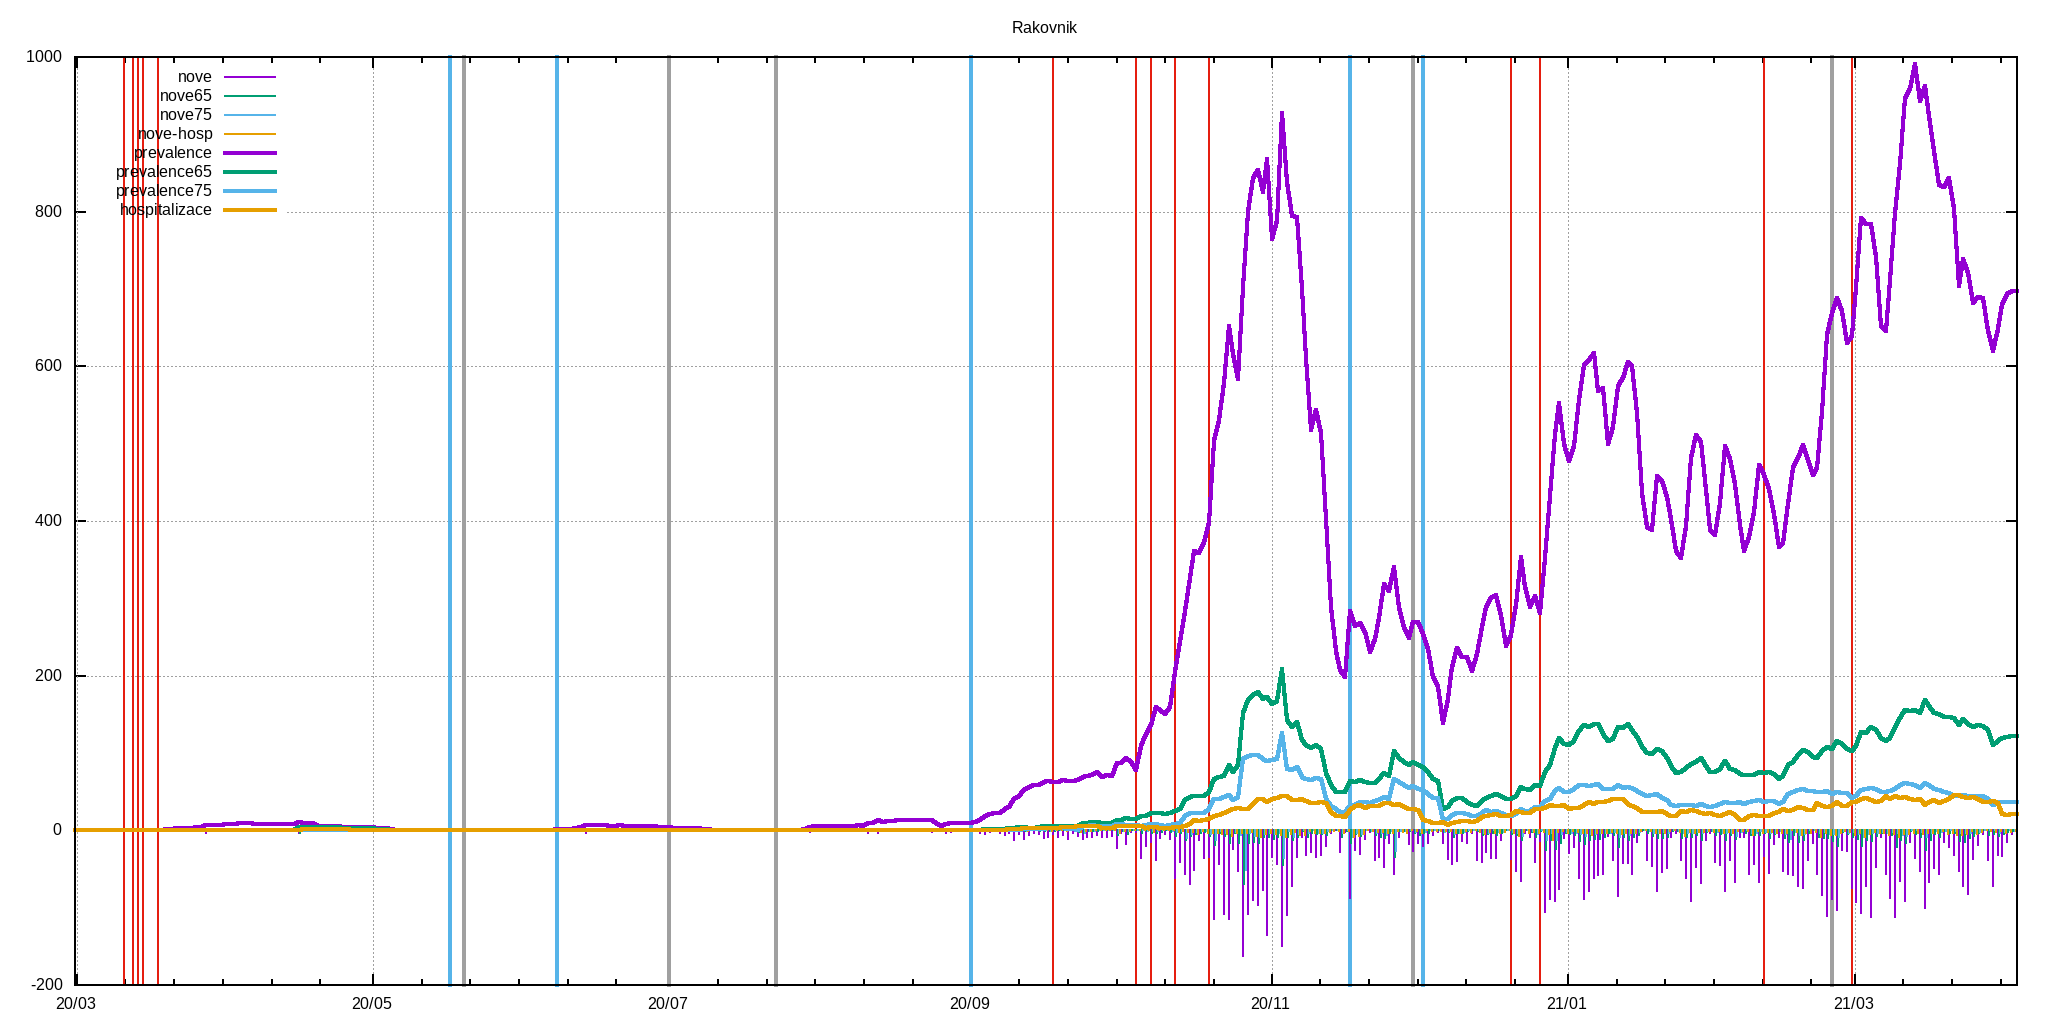 Rakovnik
1000
800
600
400
200
0
-200
nove
nove65
nove75
nove-hosp
prevalence
prevalence65
prevalence75
hospitalizace
20/03 20/05 20/07 20/09 20/11 21/01 21/03